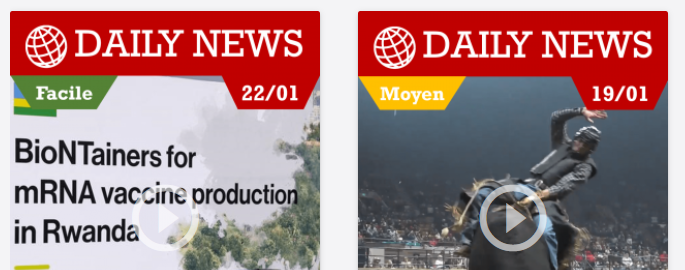 DAILY NEWS
Facile
22/01
BioNTainers for
mRNA vaccine production
in Rwanda
DAILY NEWS
Moyen
19/01